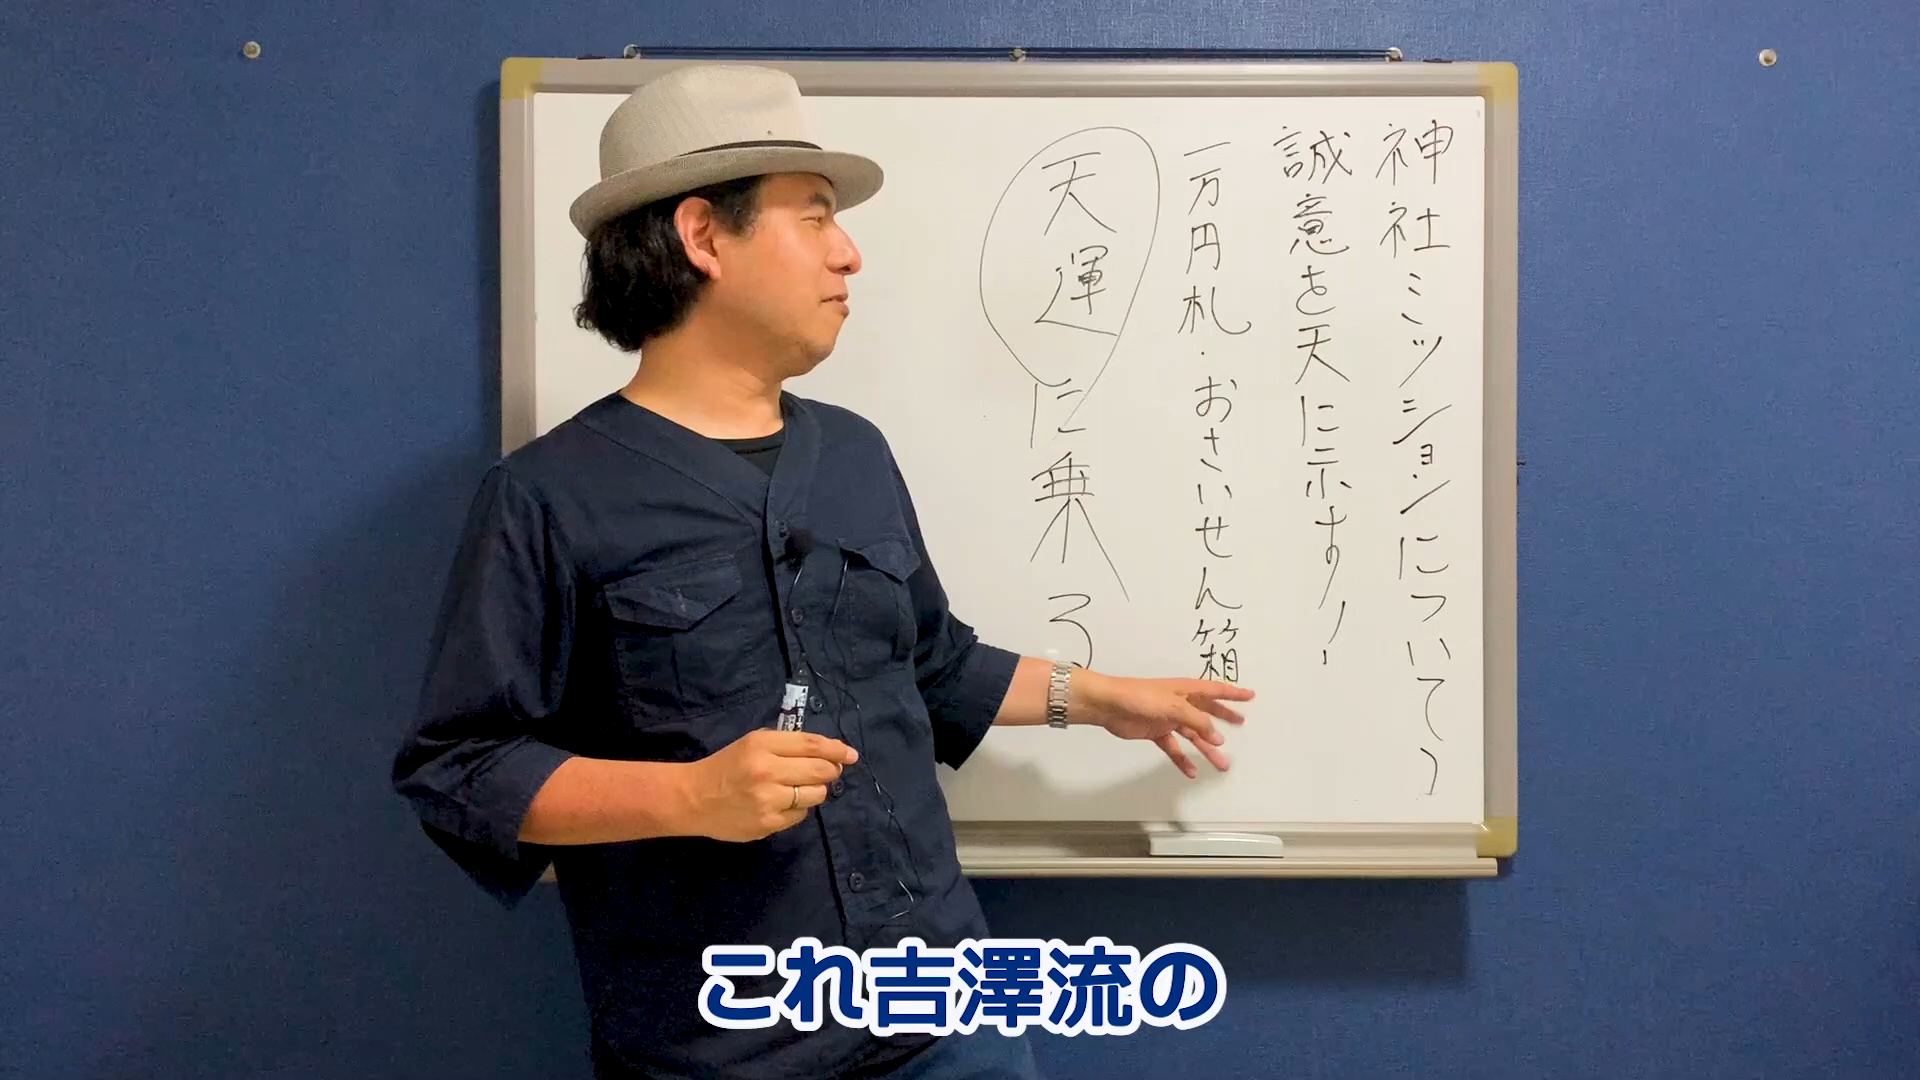 神社ミッションについて)
誠意を天に示す!
一万円札・おさいせん箱
天運に乗る
これ吉澤流の